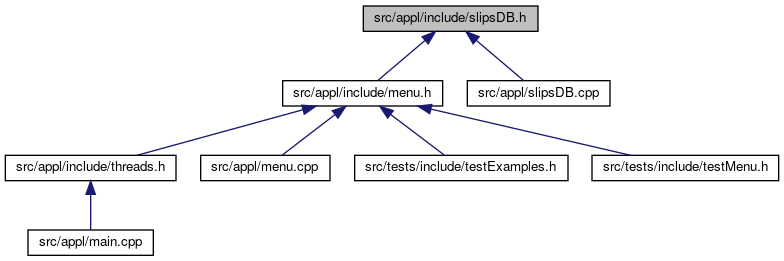 src/appl/include/slipsDB.h
src/appl/include/menu.h
src/appl/slipsDB.cpp
src/appl/include/threads.h
src/appl/menu.cpp
src/tests/include/testExamples.h
src/tests/include/testMenu.h
src/appl/main.cpp